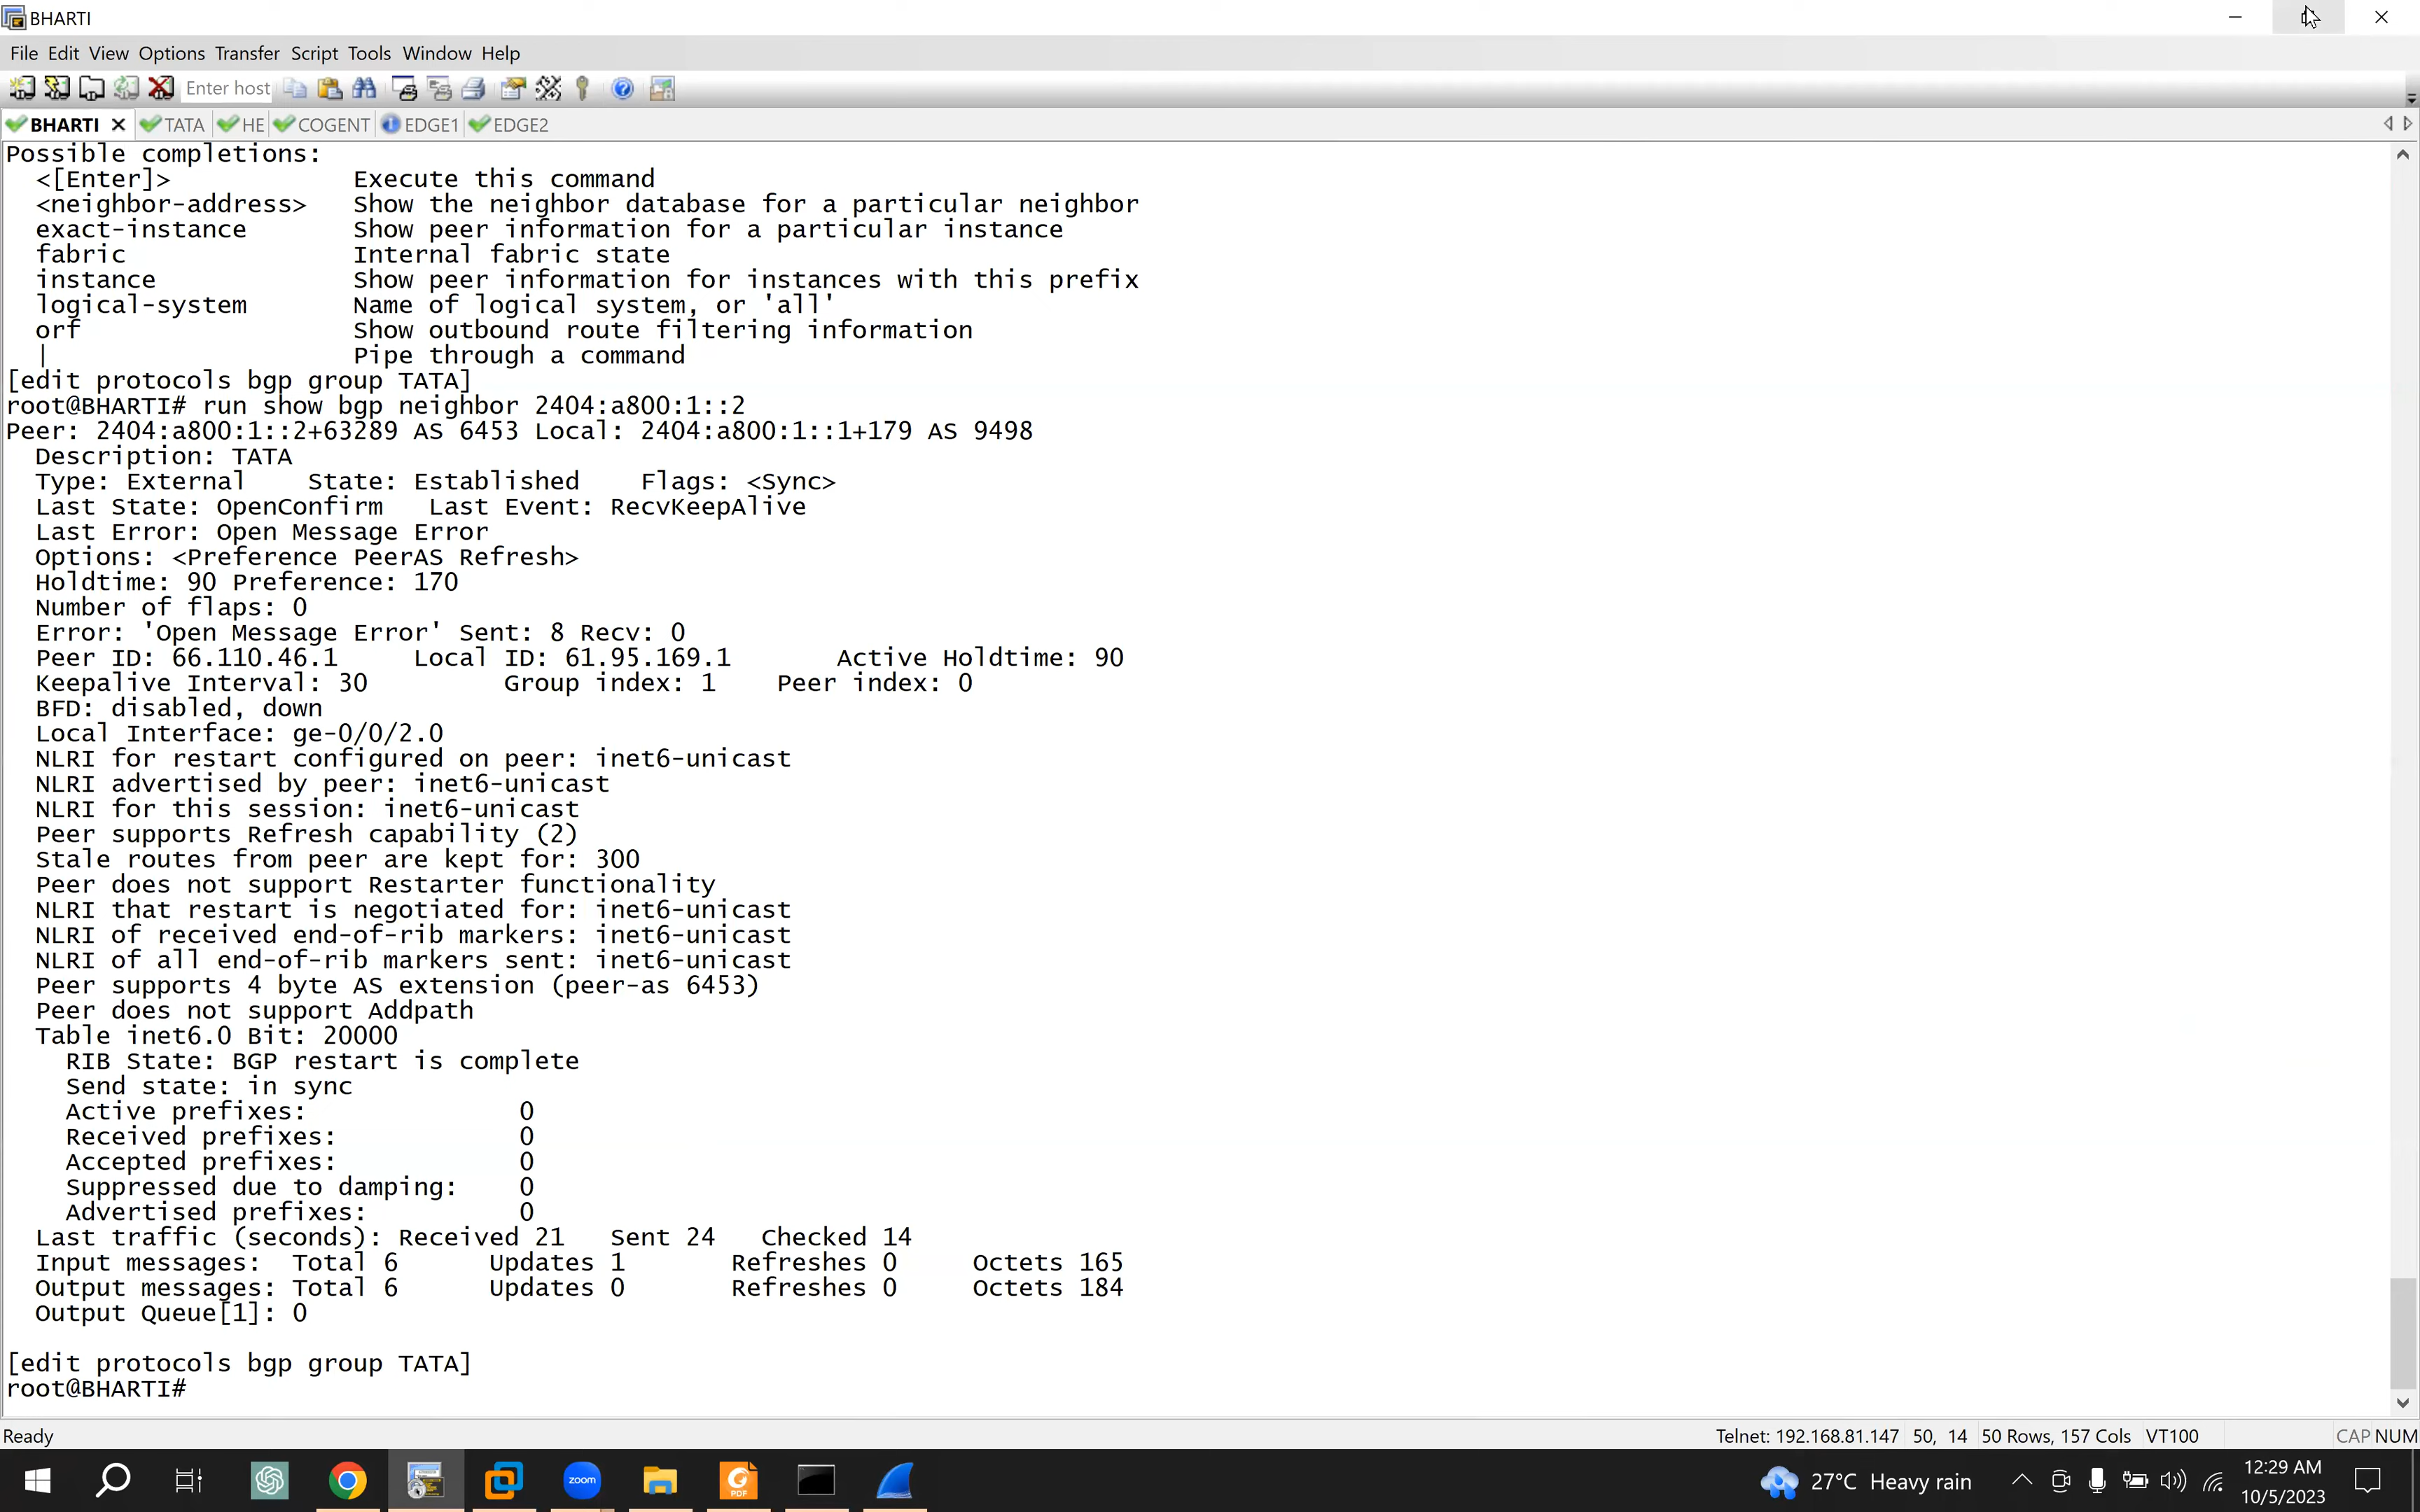 BHARTI
File Edit View Options Transfer Script Tools Window Help
Enter host
BHARTI TATA HE COGENT EDGE1 EDGE2
Possible completions:
<[Enter]> Execute this command
<neighbor-address> Show the neighbor database for a particular neighbor
exact-instance Show peer information for a particular instance
fabric Internal fabric state
instance Show peer information for instances with this prefix
logical-system Name of logical system, or 'all'
orf Show outbound route filtering information
| Pipe through a command
[edit protocols bgp group TATA]
root@BHARTI# run show bgp neighbor 2404:a800:1::2
Peer: 2404:a800:1::2+63289 AS 6453 Local: 2404:a800:1::1+179 AS 9498
Description: TATA
Type: External State: Established Flags: <Sync>
Last State: OpenConfirm Last Event: RecvKeepAlive
Last Error: Open Message Error
Options: <Preference PeerAS Refresh>
Holdtime: 90 Preference: 170
Number of flaps: 0
Error: 'Open Message Error' Sent: 8 Recv: 0
Peer ID: 66.110.46.1 Local ID: 61.95.169.1 Active Holdtime: 90
Keepalive Interval: 30 Group index: 1 Peer index: 0
BFD: disabled, down
Local Interface: ge-0/0/2.0
NLRI for restart configured on peer: inet6-unicast
NLRI advertised by peer: inet6-unicast
NLRI for this session: inet6-unicast
Peer supports Refresh capability (2)
Stale routes from peer are kept for: 300
Peer does not support Restarter functionality
NLRI that restart is negotiated for: inet6-unicast
NLRI of received end-of-rib markers: inet6-unicast
NLRI of all end-of-rib markers sent: inet6-unicast
Peer supports 4 byte AS extension (peer-as 6453)
Peer does not support Addpath
Table inet6.0 Bit: 20000
RIB State: BGP restart is complete
Send state: in sync
Active prefixes: 0
Received prefixes: 0
Accepted prefixes: 0
Suppressed due to damping: 0
Advertised prefixes: 0
Last traffic (seconds): Received 21 Sent 24 Checked 14
Input messages: Total 6 Updates 1 Refreshes 0 Octets 165
Output messages: Total 6 Updates 0 Refreshes 0 Octets 184
Output Queue[1]: 0
[edit protocols bgp group TATA]
root@BHARTI#
Ready Telnet: 192.168.81.147 50, 14 50 Rows, 157 Cols VT100 CAP NUM
zoom PDF 27°C Heavy rain 12:29 AM
10/5/2023